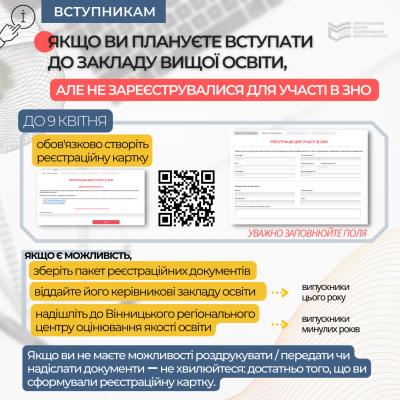 ВСТУПНИКАМ
УКРАЇНСЬКИЙ
ЦЕНТР
ОЦІНЮВАННЯ
ЯКОСТІ ОСВІТИ
ЯКЩО ВИ ПЛАНУЄТЕ ВСТУПАТИ
ДО ЗАКЛАДУ ВИЩОЇ ОСВІТИ,
АЛЕ НЕ ЗАРЕЄСТРУВАЛИСЯ ДЛЯ УЧАСТІ В ЗНО
ДО 9 КВІТНЯ
обов'язково створіть
реєстраційну картку
РЕЄСТРАЦІЯ ДЛЯ УЧАСТІ В ЗНО
РЕЄСТРАЦІЯ ДЛЯ УЧАСТІ В ЗНО
УВАЖНО ЗАПОВНЮЙТЕ ПОЛЯ
ЯКЩО Є МОЖЛИВІСТЬ,
зберіть пакет реєстраційних документів
віддайте його керівникові закладу освіти
випускники
цього року
надішліть до Вінницького регіонального
центру оцінювання якості освіти
випускники
минулих років
Якщо ви не маєте можливості роздрукувати / передати чи
надіслати документи — не хвилюйтеся: достатньо того, що ви
сформували реєстраційну картку.